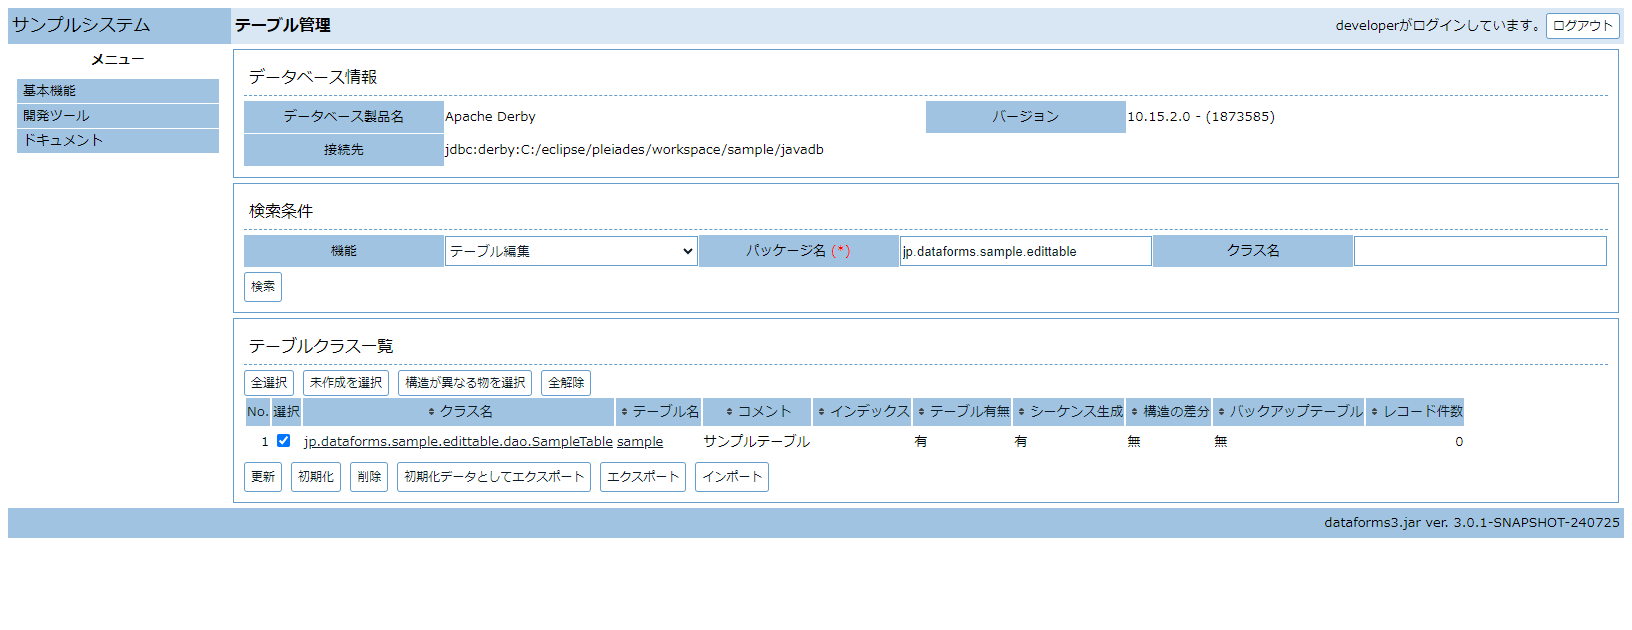 サンプルシステム テーブル管理 developerがログインしています。 ログアウト
メニュー
基本機能
開発ツール
ドキュメント
データベース情報
データベース製品名 Apache Derby バージョン 10.15.2.0 - (1873585)
接続先 jdbc:derby:C:/eclipse/pleiades/workspace/sample/javadb
検索条件
機能 テーブル編集 パッケージ名 (*) jp.dataforms.sample.edittable クラス名
検索
テーブルクラス一覧
全選択 未作成を選択 構造が異なる物を選択 全解除
No. 選択 クラス名 テーブル名 コメント インデックス テーブル有無 シーケンス生成 構造の差分 バックアップテーブル レコード件数
1 jp.dataforms.sample.edittable.dao.SampleTable sample サンプルテーブル 有 有 無 無 0
更新 初期化 削除 初期化データとしてエクスポート エクスポート インポート
dataforms3.jar ver. 3.0.1-SNAPSHOT-240725